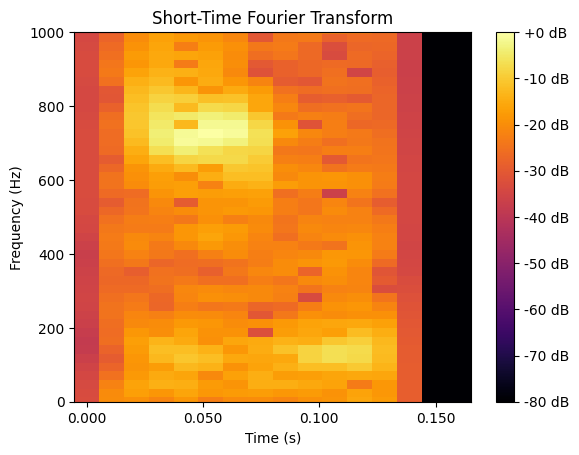 Short-Time Fourier Transform
1000
800
600
400
200
0
Frequency (Hz)
0.000
0.050
0.100
0.150
Time (s)
+0 dB
-10 dB
-20 dB
-30 dB
-40 dB
-50 dB
-60 dB
-70 dB
-80 dB